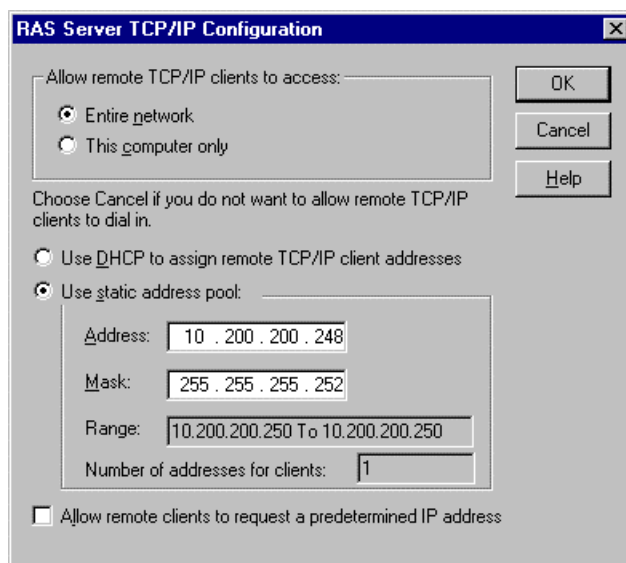 RAS Server TCP/IP Configuration
Allow remote TCP/IP clients to access:
Entire network
This computer only
OK
Cancel
Help
Choose Cancel if you do not want to allow remote TCP/IP
clients to dial in.
Use DHCP to assign remote TCP/IP client addresses
Use static address pool:
Address: 10 . 200 . 200 . 248
Mask: 255 . 255 . 255 . 252
Range: 10.200.200.250 To 10.200.200.250
Number of addresses for clients: 1
Allow remote clients to request a predetermined IP address